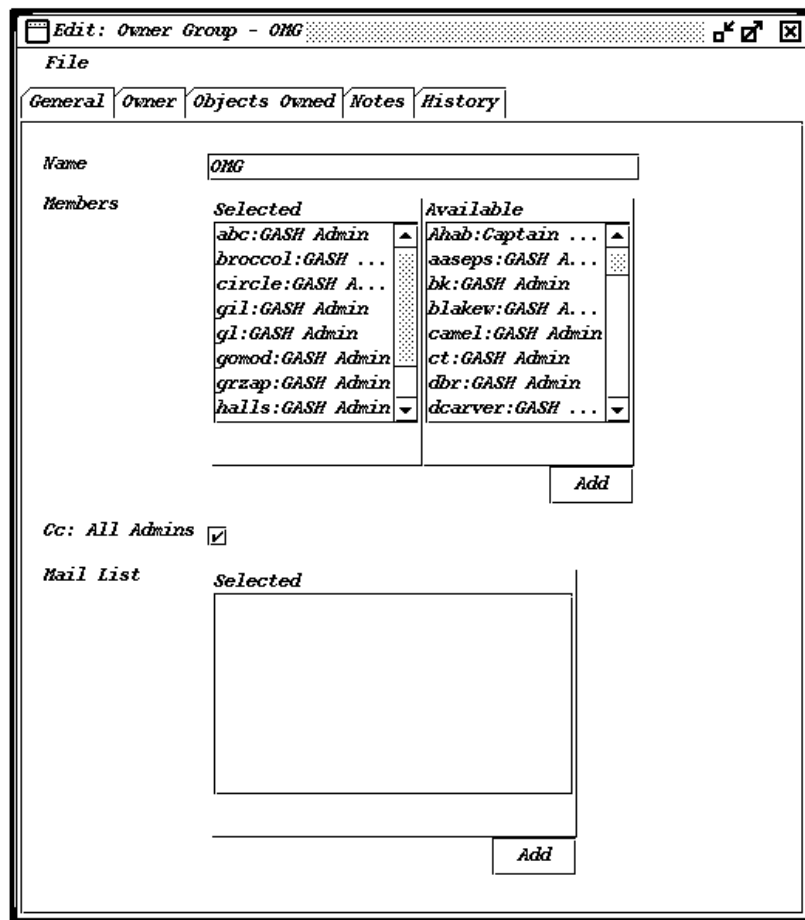 Edit: Owner Group - OMG
File
General Owner Objects Owned Notes History
Name OMG
Members
Selected Available
abc:GASH Admin Ahab:Captain ...
broccol:GASH ... aaseps:GASH A...
circle:GASH A... bk:GASH Admin
gil:GASH Admin blakew:GASH A...
gl:GASH Admin camel:GASH Admin
gomod:GASH Admin ct:GASH Admin
grzap:GASH Admin dbr:GASH Admin
halls:GASH Admin dcarver:GASH ...
Add
Cc: All Admins
Mail List
Selected
Add